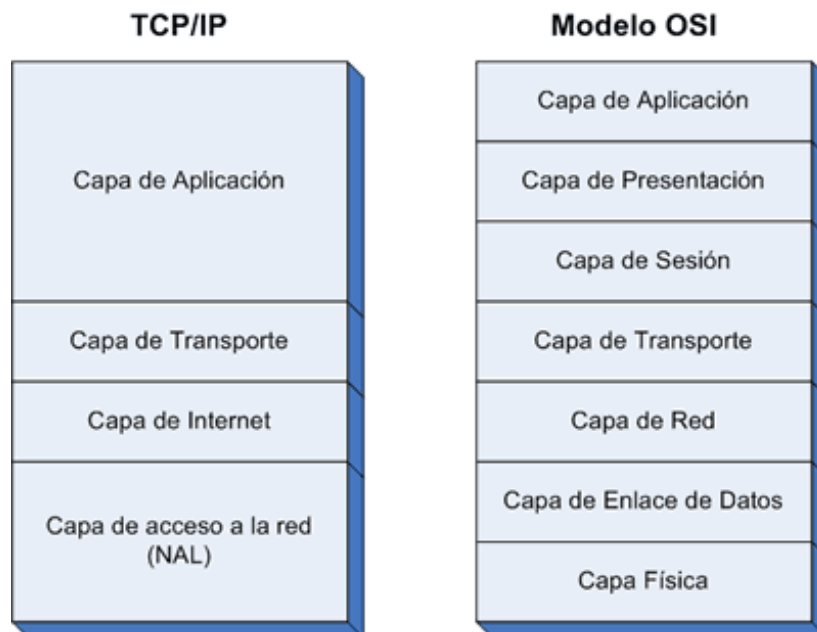 TCP/IP
Capa de Aplicación
Capa de Transporte
Capa de Internet
Capa de acceso a la red
(NAL)
Modelo OSI
Capa de Aplicación
Capa de Presentación
Capa de Sesión
Capa de Transporte
Capa de Red
Capa de Enlace de Datos
Capa Física